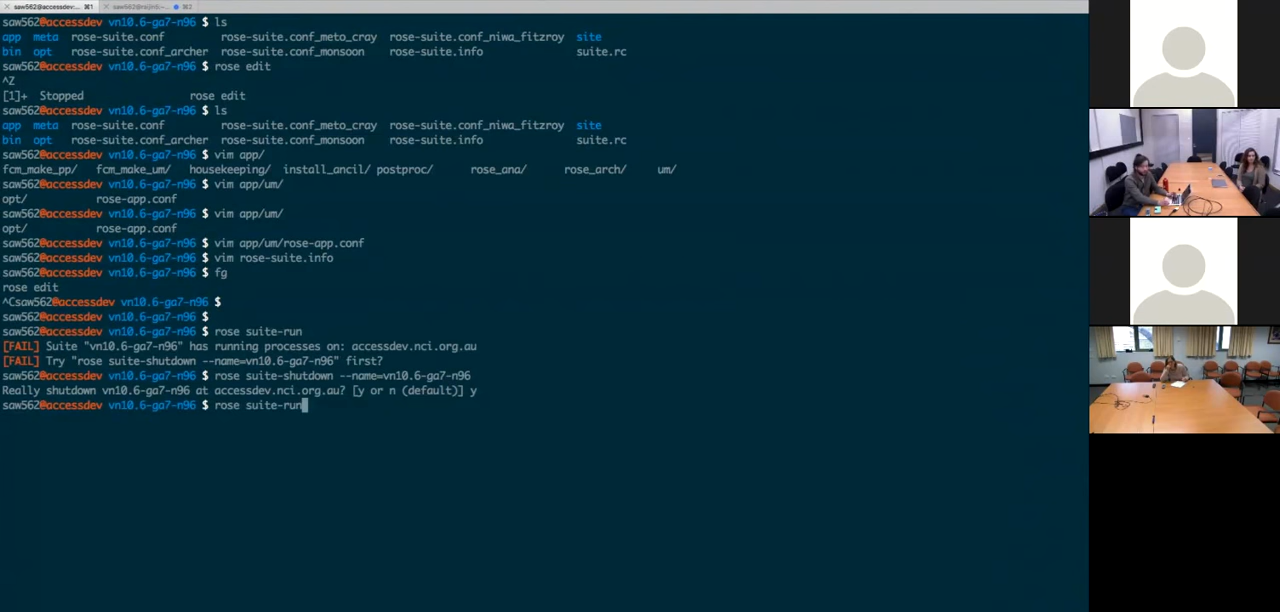 saw562@accessdev:... ⌘1 saw562@raijin6:~... ⌘2
saw562@accessdev vn10.6-ga7-n96 $ ls
app meta rose-suite.conf rose-suite.conf_meto_cray rose-suite.conf_niwa_fitzroy site
bin opt rose-suite.conf_archer rose-suite.conf_monsoon rose-suite.info suite.rc
saw562@accessdev vn10.6-ga7-n96 $ rose edit
^Z
[1]+ Stopped rose edit
saw562@accessdev vn10.6-ga7-n96 $ ls
app meta rose-suite.conf rose-suite.conf_meto_cray rose-suite.conf_niwa_fitzroy site
bin opt rose-suite.conf_archer rose-suite.conf_monsoon rose-suite.info suite.rc
saw562@accessdev vn10.6-ga7-n96 $ vim app/
fcm_make_pp/ fcm_make_um/ housekeeping/ install_ancil/ postproc/ rose_ana/ rose_arch/ um/
saw562@accessdev vn10.6-ga7-n96 $ vim app/um/
opt/ rose-app.conf
saw562@accessdev vn10.6-ga7-n96 $ vim app/um/
opt/ rose-app.conf
saw562@accessdev vn10.6-ga7-n96 $ vim app/um/rose-app.conf
saw562@accessdev vn10.6-ga7-n96 $ vim rose-suite.info
saw562@accessdev vn10.6-ga7-n96 $ fg
rose edit
^Csaw562@accessdev vn10.6-ga7-n96 $
saw562@accessdev vn10.6-ga7-n96 $
saw562@accessdev vn10.6-ga7-n96 $ rose suite-run
[FAIL] Suite "vn10.6-ga7-n96" has running processes on: accessdev.nci.org.au
[FAIL] Try "rose suite-shutdown --name=vn10.6-ga7-n96" first?
saw562@accessdev vn10.6-ga7-n96 $ rose suite-shutdown --name=vn10.6-ga7-n96
Really shutdown vn10.6-ga7-n96 at accessdev.nci.org.au? [y or n (default)] y
saw562@accessdev vn10.6-ga7-n96 $ rose suite-run